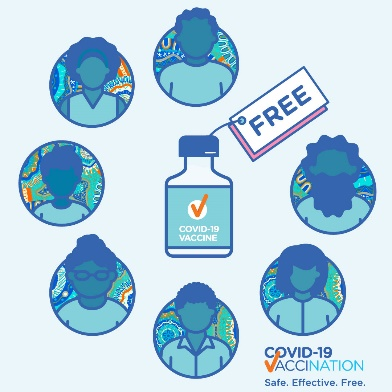 FREE
COVID-19
VACCINE
COVID-19
VACCINATION
Safe. Effective. Free.